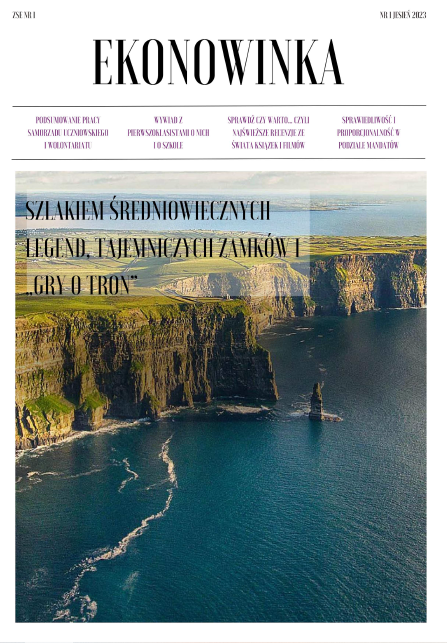 ZSE NR 1
NR 1 JESIEŃ 2023
EKONOWINKA
PODSUMOWANIE PRACY
SAMORZĄDU UCZNIOWSKIEGO
I WOLONTARIATU
WYWIAD Z
PIERWSZOKLASISTAMI O NICH
I O SZKOLE
SPRAWDŹ CZY WARTO... CZYLI
NAJŚWIEŻSZE RECENZJE ZE
ŚWIATA KSIĄŻEK I FILMÓW
SPRAWIEDLIWOŚĆ I
PROPORCJONALNOŚĆ W
PODZIALE MANDATÓW
SZLAKIEM ŚREDNIOWIECZNYCH
LEGEND, TAJEMNICZYCH ZAMKÓW I
„GRY O TRON”